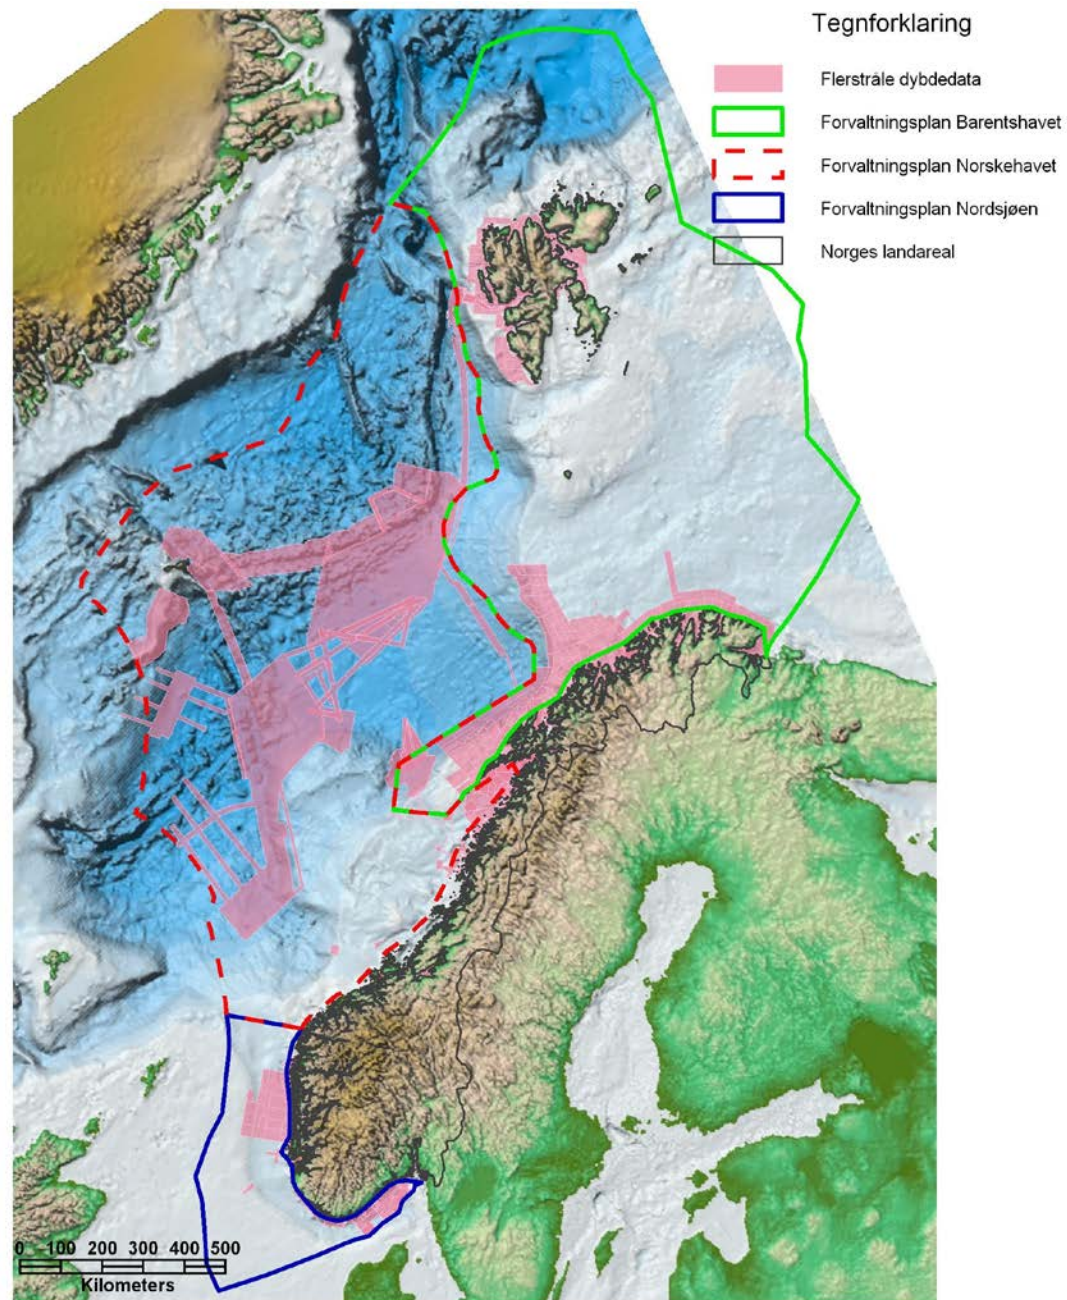 Tegnforklaring
Flerstråle dybdedata
Forvaltningsplan Barentshavet
Forvaltningsplan Norskehavet
Forvaltningsplan Nordsjøen
Norges landareal
0 100 200 300 400 500
Kilometers